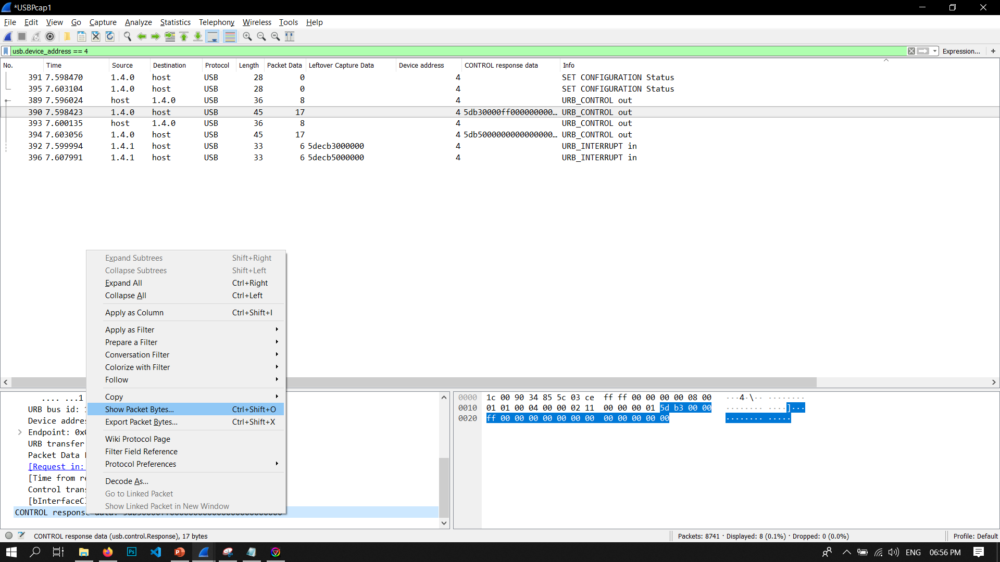 *USBPcap1
File Edit View Go Capture Analyze Statistics Telephony Wireless Tools Help
usb.device_address == 4 Expression... +
No. Time Source Destination Protocol Length Packet Data Leftover Capture Data Device address CONTROL response data Info
391 7.598470 1.4.0 host USB 28 0 4 SET CONFIGURATION Status
395 7.603104 1.4.0 host USB 28 0 4 SET CONFIGURATION Status
389 7.596024 host 1.4.0 USB 36 8 4 URB_CONTROL out
390 7.598423 1.4.0 host USB 45 17 4 5db30000ff000000000… URB_CONTROL out
393 7.600135 host 1.4.0 USB 36 8 4 URB_CONTROL out
394 7.603056 1.4.0 host USB 45 17 4 5db5000000000000000… URB_CONTROL out
392 7.599994 1.4.1 host USB 33 6 5decb3000000 4 URB_INTERRUPT in
396 7.607991 1.4.1 host USB 33 6 5decb5000000 4 URB_INTERRUPT in
Expand Subtrees Shift+Right
Collapse Subtrees Shift+Left
Expand All Ctrl+Right
Collapse All Ctrl+Left
Apply as Column Ctrl+Shift+I
Apply as Filter
Prepare a Filter
Conversation Filter
Colorize with Filter
Follow
Copy
Show Packet Bytes... Ctrl+Shift+O
Export Packet Bytes... Ctrl+Shift+X
Wiki Protocol Page
Filter Field Reference
Protocol Preferences
Decode As...
Go to Linked Packet
Show Linked Packet in New Window
.... ...1
URB bus id:
Device addre
Endpoint: 0x
URB transfer
Packet Data
[Request in:
[Time from re
Control tran
[bInterfaceC
CONTROL response
0000 1c 00 90 34 85 5c 03 ce ff ff 00 00 00 00 08 00 ···4·\·· ········
0010 01 01 00 04 00 00 02 11 00 00 00 01 5d b3 00 00 ········ ····]···
0020 ff 00 00 00 00 00 00 00 00 00 00 00 00 ········ ·····
CONTROL response data (usb.control.Response), 17 bytes
Packets: 8741 · Displayed: 8 (0.1%) · Dropped: 0 (0.0%)
Profile: Default
Ps
ENG 06:56 PM